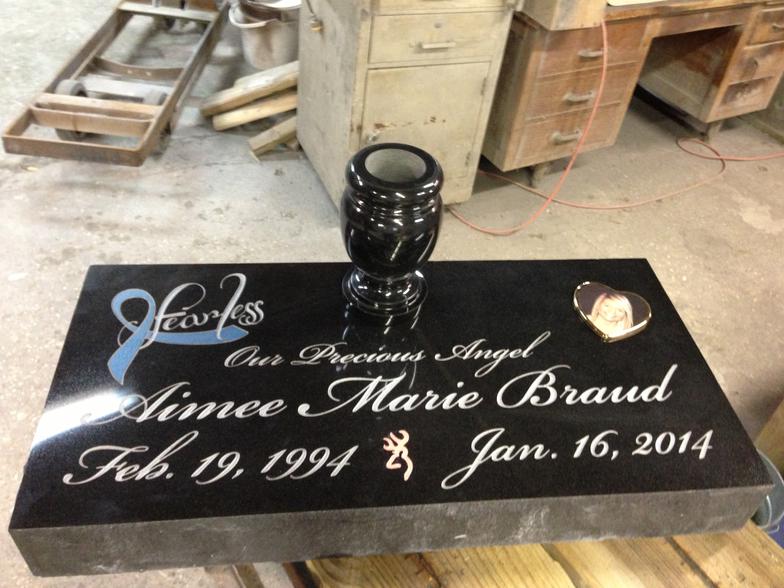 Fearless
Our Precious Angel
Aimee Marie Braud
Feb. 19, 1994 Jan. 16, 2014